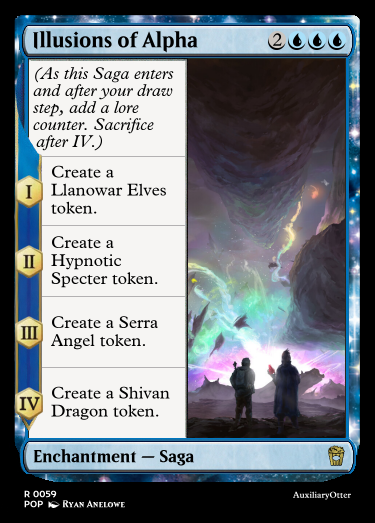 Illusions of Alpha 2
(As this Saga enters
and after your draw
step, add a lore
counter. Sacrifice
after IV.)
I
Create a
Llanowar Elves
token.
II
Create a
Hypnotic
Specter token.
III
Create a Serra
Angel token.
IV
Create a Shivan
Dragon token.
Enchantment — Saga
R 0059
POP Ryan Anelowe
AuxiliaryOtter